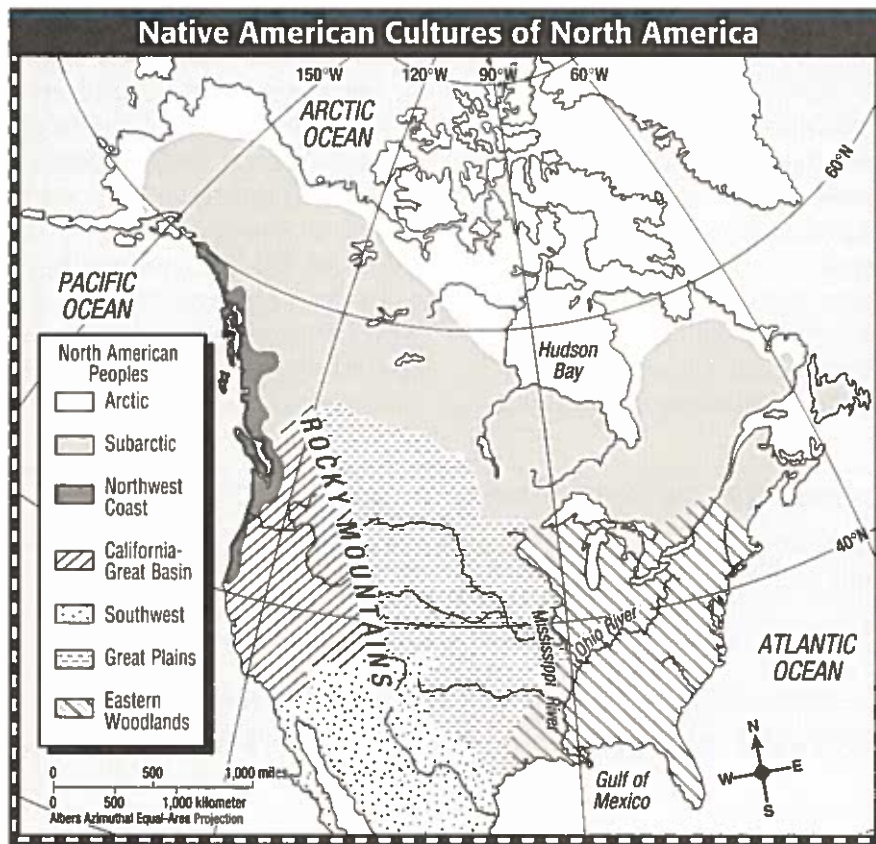 Native American Cultures of North America
150°W
120°W
90°W
60°W
ARCTIC
OCEAN
60°N
PACIFIC
OCEAN
Hudson
Bay
North American
Peoples
Arctic
Subarctic
Northwest
Coast
California-
Great Basin
Southwest
Great Plains
Eastern
Woodlands
ROCKY MOUNTAINS
40°N
Mississippi
River
Ohio River
ATLANTIC
OCEAN
Gulf of
Mexico
N
W
E
S
0 500 1,000 miles
0 500 1,000 kilometer
Albers Azimuthal Equal-Area Projection